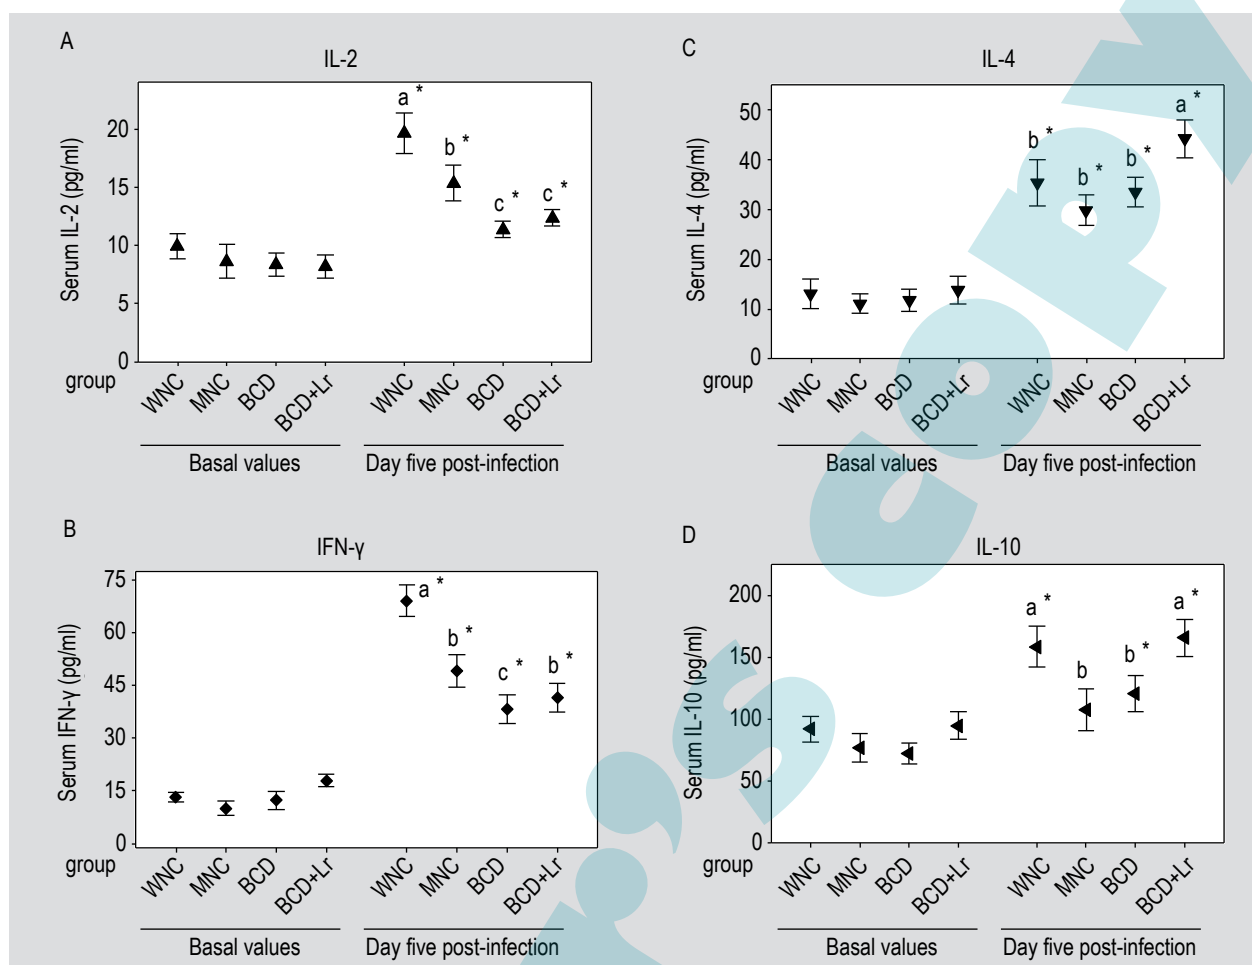 A
IL-2
Serum IL-2 (pg/ml)
20
15
10
5
0
a *
b *
c *
c *
group
WNC
MNC
BCD
BCD+Lr
WNC
MNC
BCD
BCD+Lr
Basal values
Day five post-infection
C
IL-4
Serum IL-4 (pg/ml)
50
40
30
20
10
0
b *
b *
b *
a *
group
WNC
MNC
BCD
BCD+Lr
WNC
MNC
BCD
BCD+Lr
Basal values
Day five post-infection
B
IFN-γ
Serum IFN-γ (pg/ml)
75
60
45
30
15
0
a *
b *
c *
b *
group
WNC
MNC
BCD
BCD+Lr
WNC
MNC
BCD
BCD+Lr
Basal values
Day five post-infection
D
IL-10
Serum IL-10 (pg/ml)
200
150
100
50
0
a *
b
b *
a *
group
WNC
MNC
BCD
BCD+Lr
WNC
MNC
BCD
BCD+Lr
Basal values
Day five post-infection
r's copy